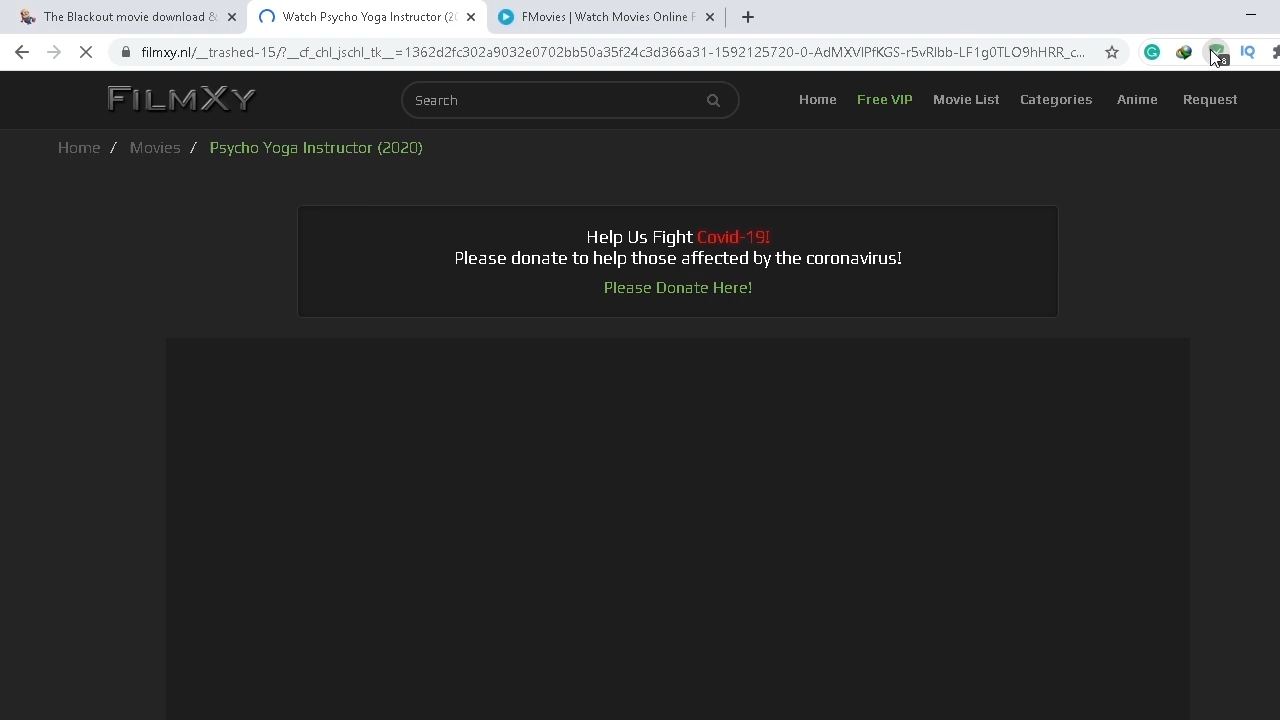 The Blackout movie download &
Watch Psycho Yoga Instructor (20
FMovies | Watch Movies Online F
filmxy.nl/__trashed-15/?__cf_chl_jschl_tk__=1362d2fc302a9032e0702bb50a35f24c3d366a31-1592125720-0-AdMXVlPfKGS-r5vRlbb-LF1g0TLO9hHRR_c...
8
IQ
FilmXy
Search
Home
Free VIP
Movie List
Categories
Anime
Request
Home / Movies / Psycho Yoga Instructor (2020)
Help Us Fight Covid-19!
Please donate to help those affected by the coronavirus!
Please Donate Here!